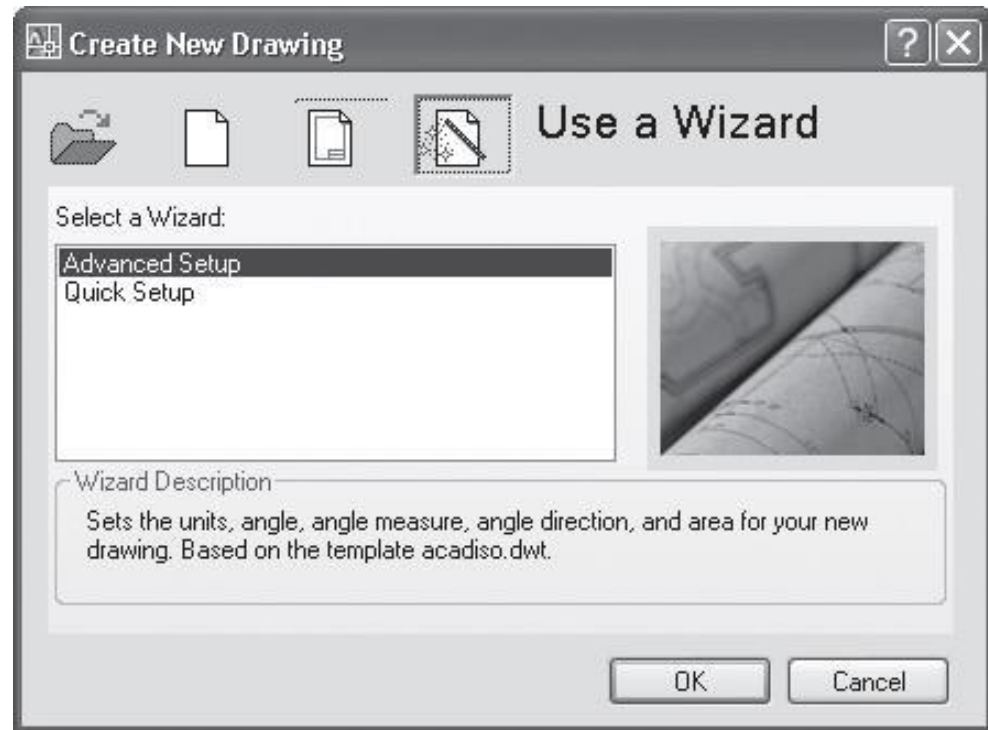 Create New Drawing
Use a Wizard
Select a Wizard:
Advanced Setup
Quick Setup
Wizard Description
Sets the units, angle, angle measure, angle direction, and area for your new
drawing. Based on the template acadiso.dwt.
OK
Cancel